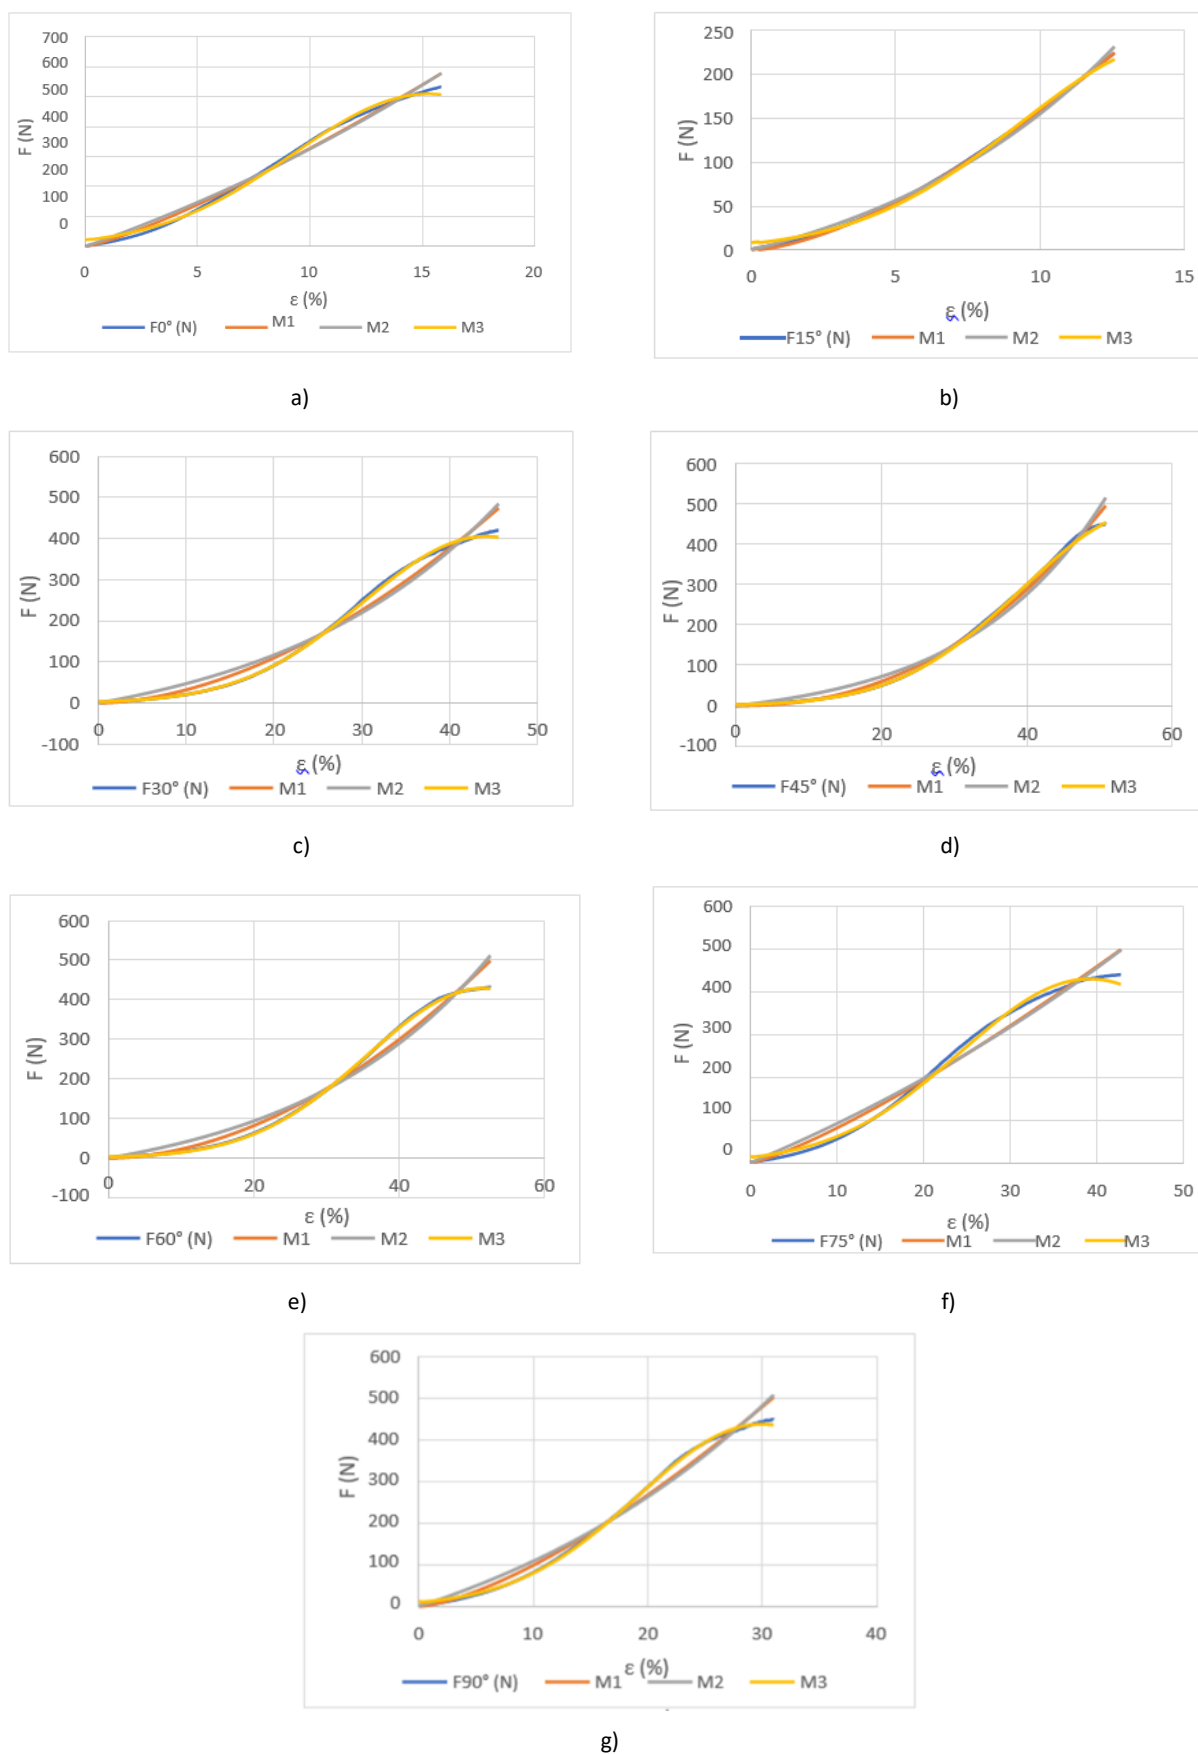 700
600
500
400
300
200
100
0
F (N)
0 5 10 15 20
ε (%)
F0° (N) M1 M2 M3
a)
250
200
150
100
50
0
F (N)
0 5 10 15
ε (%)
F15° (N) M1 M2 M3
b)
600
500
400
300
200
100
0
-100
F (N)
0 10 20 30 40 50
ε (%)
F30° (N) M1 M2 M3
c)
600
500
400
300
200
100
0
-100
F (N)
0 20 40 60
ε (%)
F45° (N) M1 M2 M3
d)
600
500
400
300
200
100
0
-100
F (N)
0 20 40 60
ε (%)
F60° (N) M1 M2 M3
e)
600
500
400
300
200
100
0
F (N)
0 10 20 30 40 50
ε (%)
F75° (N) M1 M2 M3
f)
600
500
400
300
200
100
0
F (N)
0 10 20 30 40
ε (%)
F90° (N) M1 M2 M3
g)